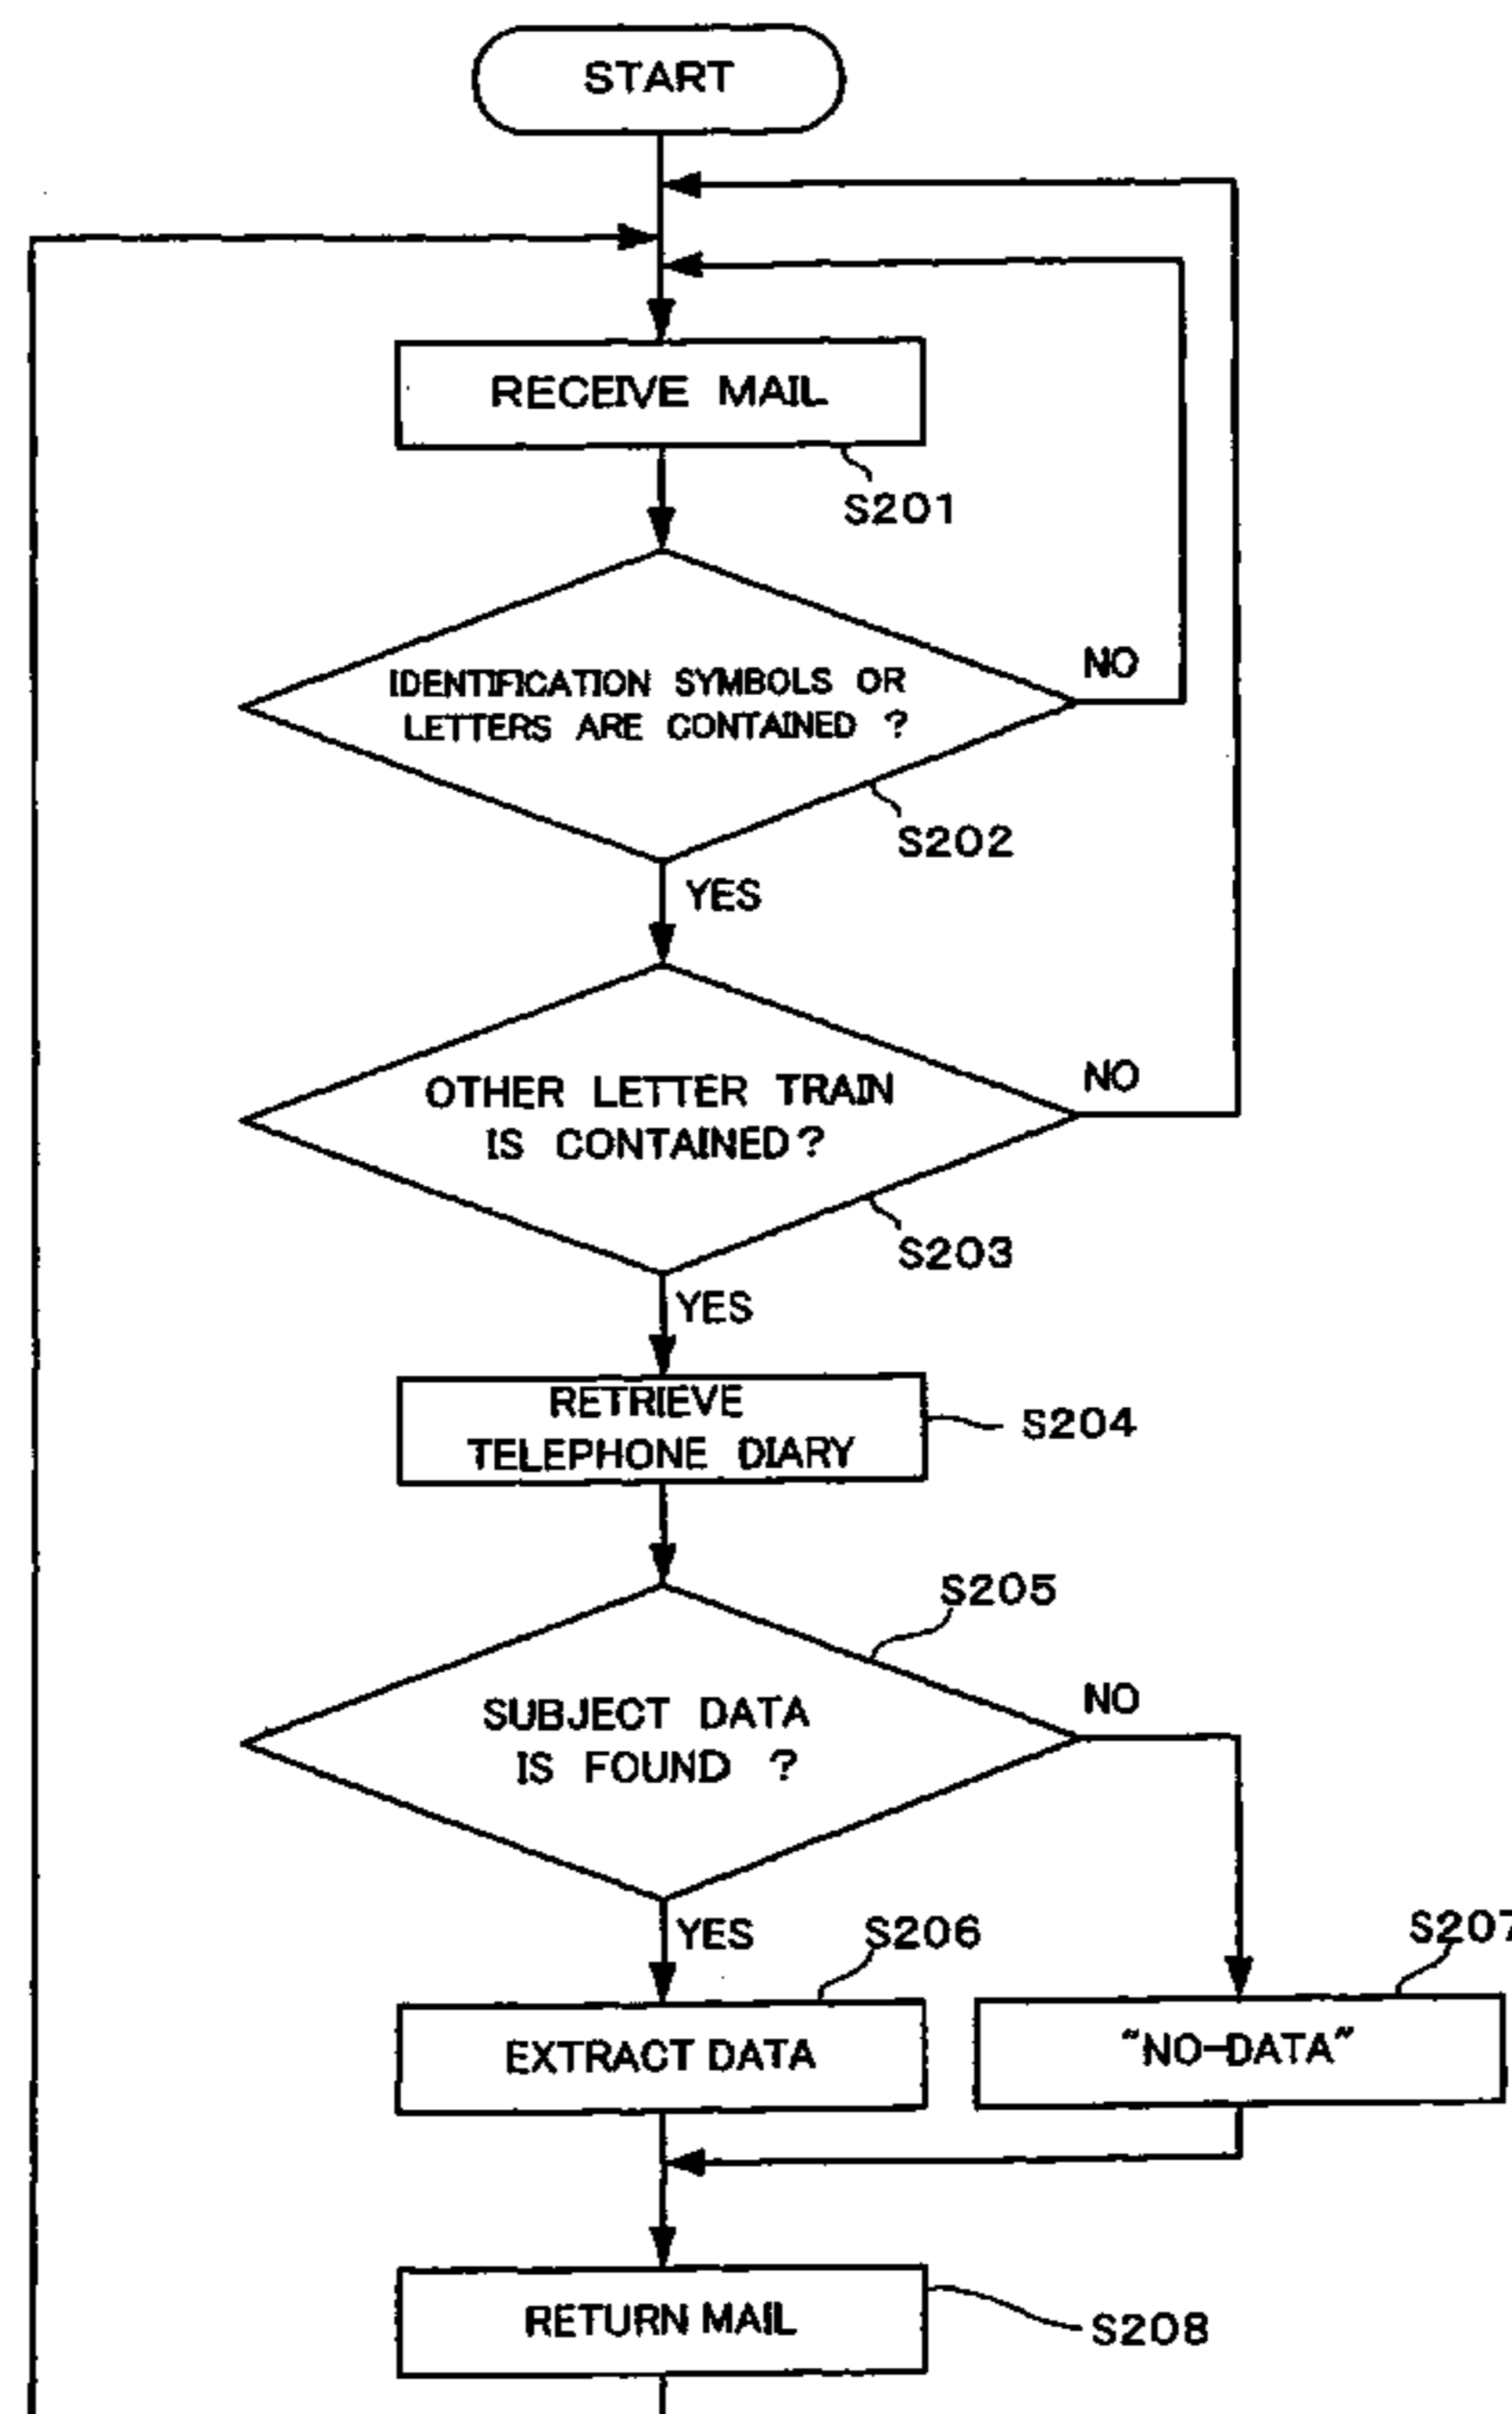 START
RECEIVE MAIL
S201
IDENTIFICATION SYMBOLS OR
LETTERS ARE CONTAINED ?
NO
S202
YES
OTHER LETTER TRAIN
IS CONTAINED?
NO
S203
YES
RETRIEVE
TELEPHONE DIARY
S204
S205
SUBJECT DATA
IS FOUND ?
NO
YES
S206
S207
EXTRACT DATA
“NO-DATA”
RETURN MAIL
S208